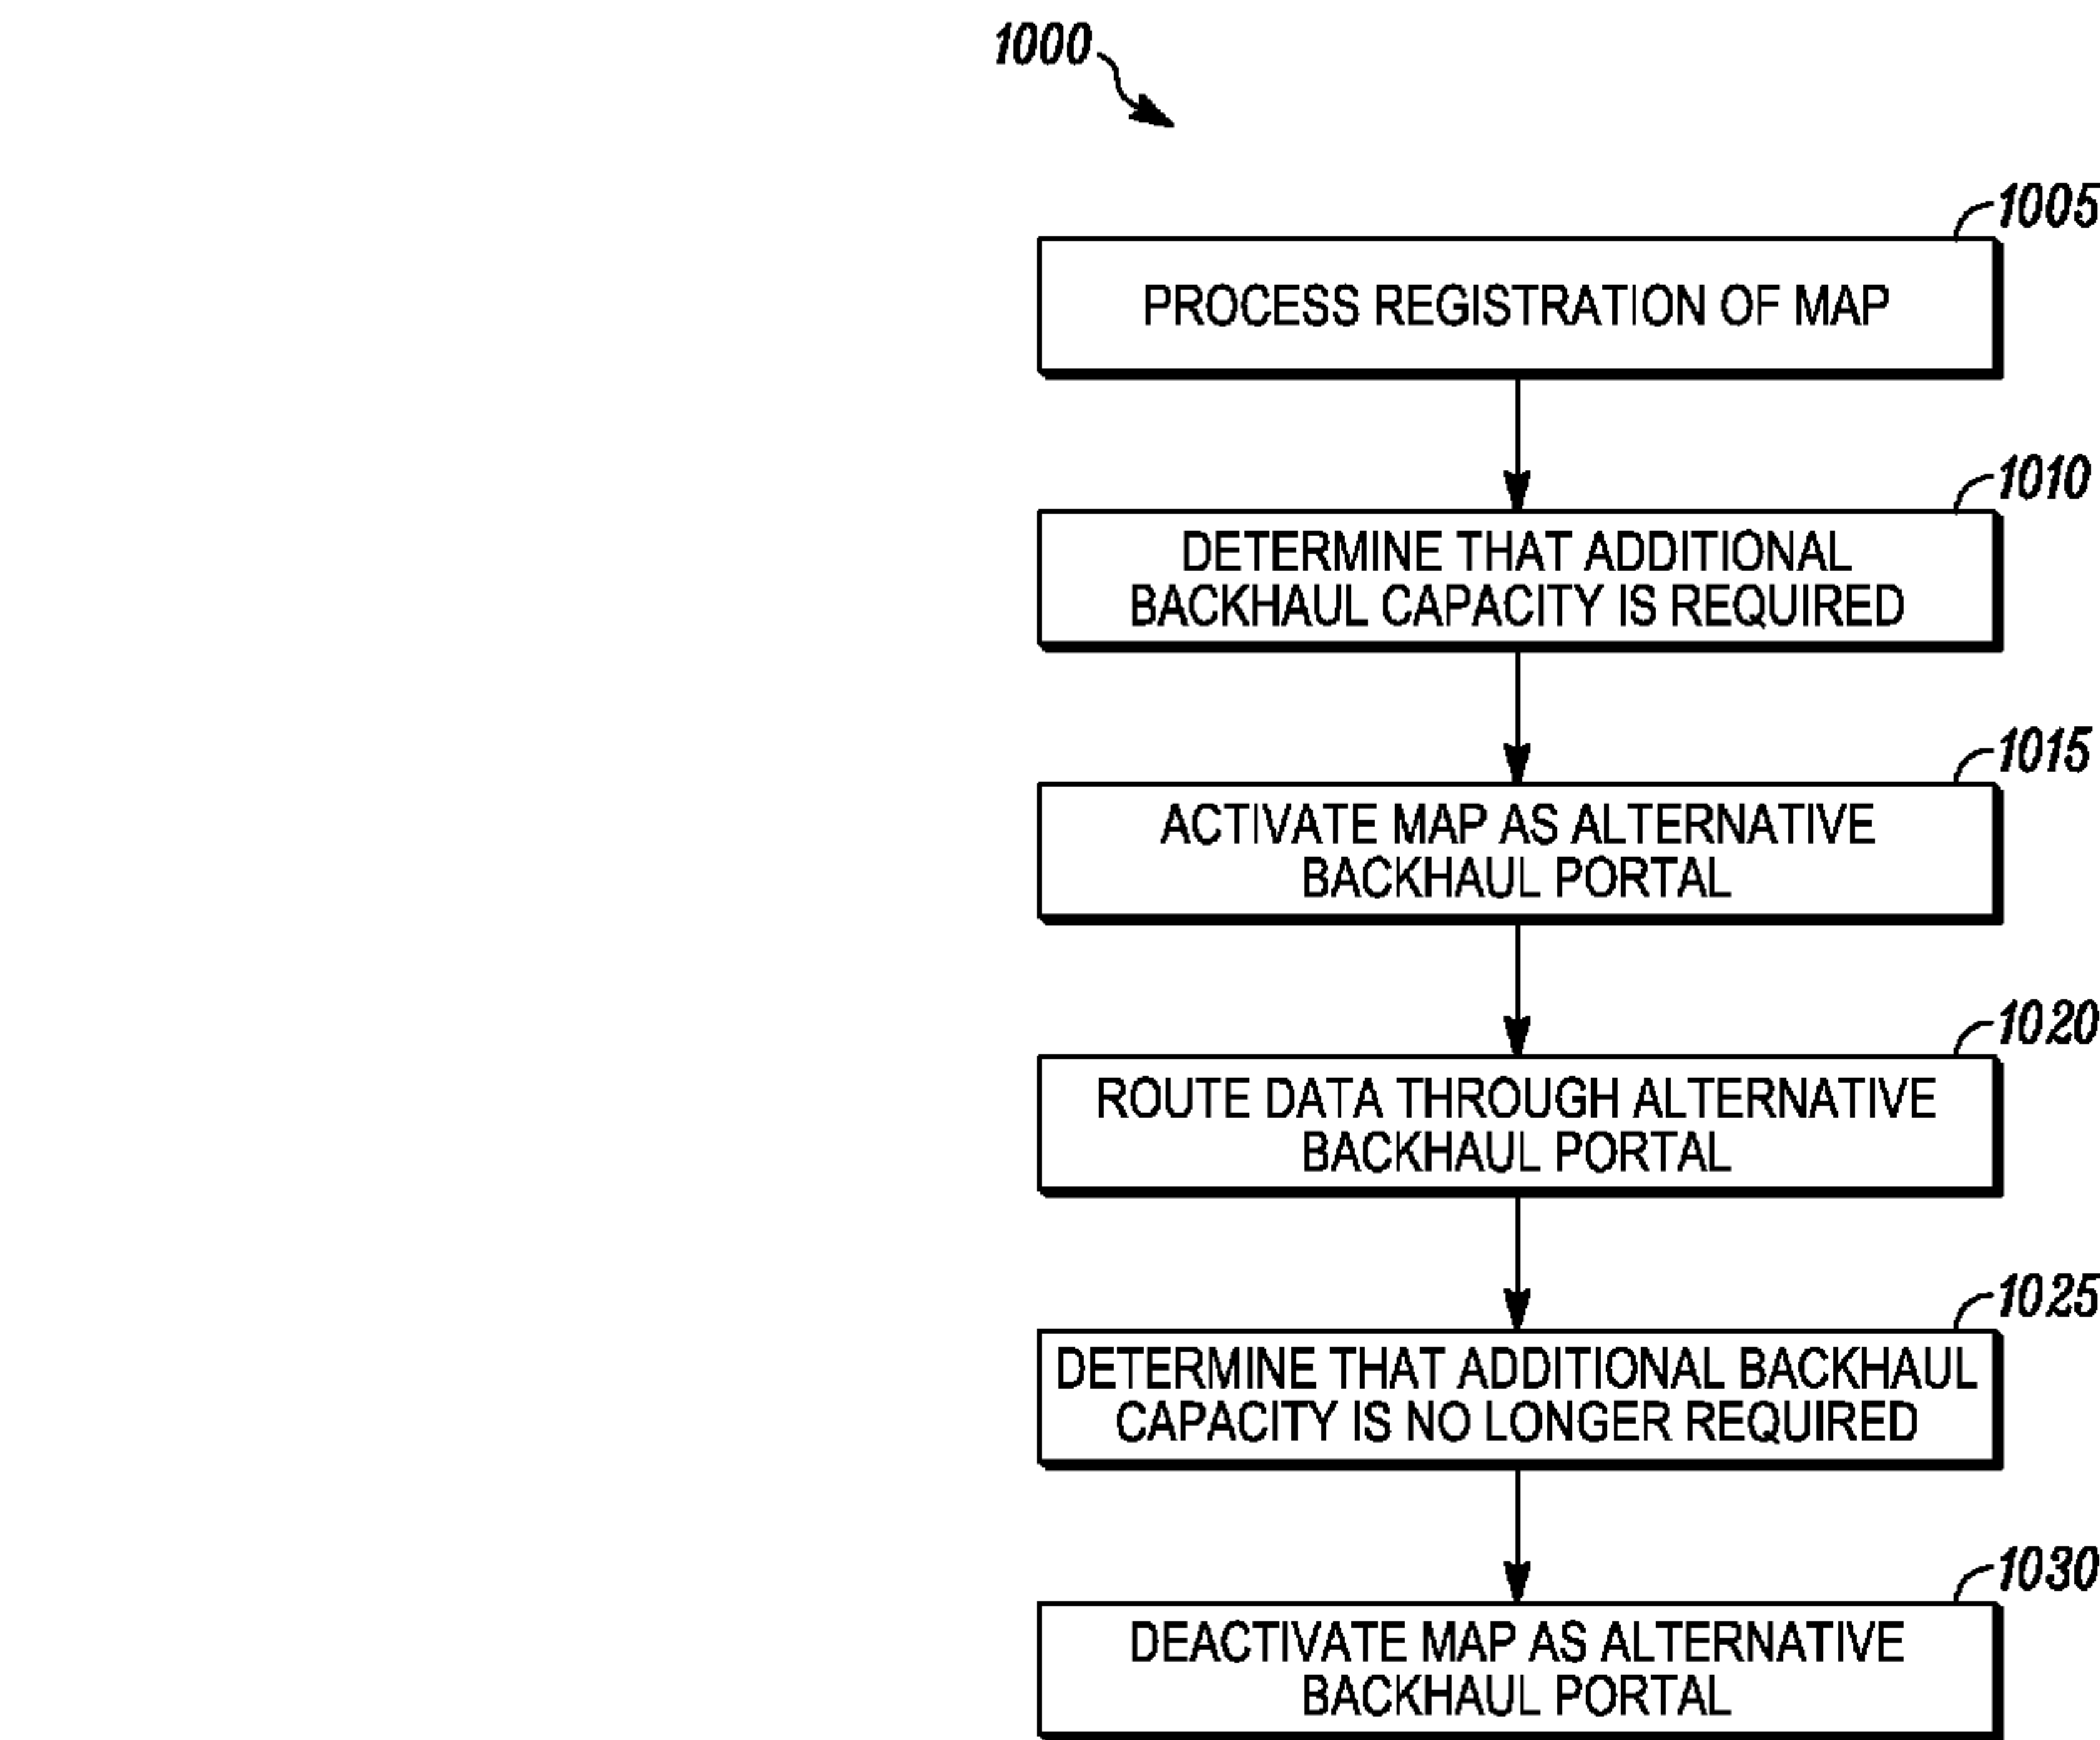 1000
1005
PROCESS REGISTRATION OF MAP
1010
DETERMINE THAT ADDITIONAL
BACKHAUL CAPACITY IS REQUIRED
1015
ACTIVATE MAP AS ALTERNATIVE
BACKHAUL PORTAL
1020
ROUTE DATA THROUGH ALTERNATIVE
BACKHAUL PORTAL
1025
DETERMINE THAT ADDITIONAL BACKHAUL
CAPACITY IS NO LONGER REQUIRED
1030
DEACTIVATE MAP AS ALTERNATIVE
BACKHAUL PORTAL